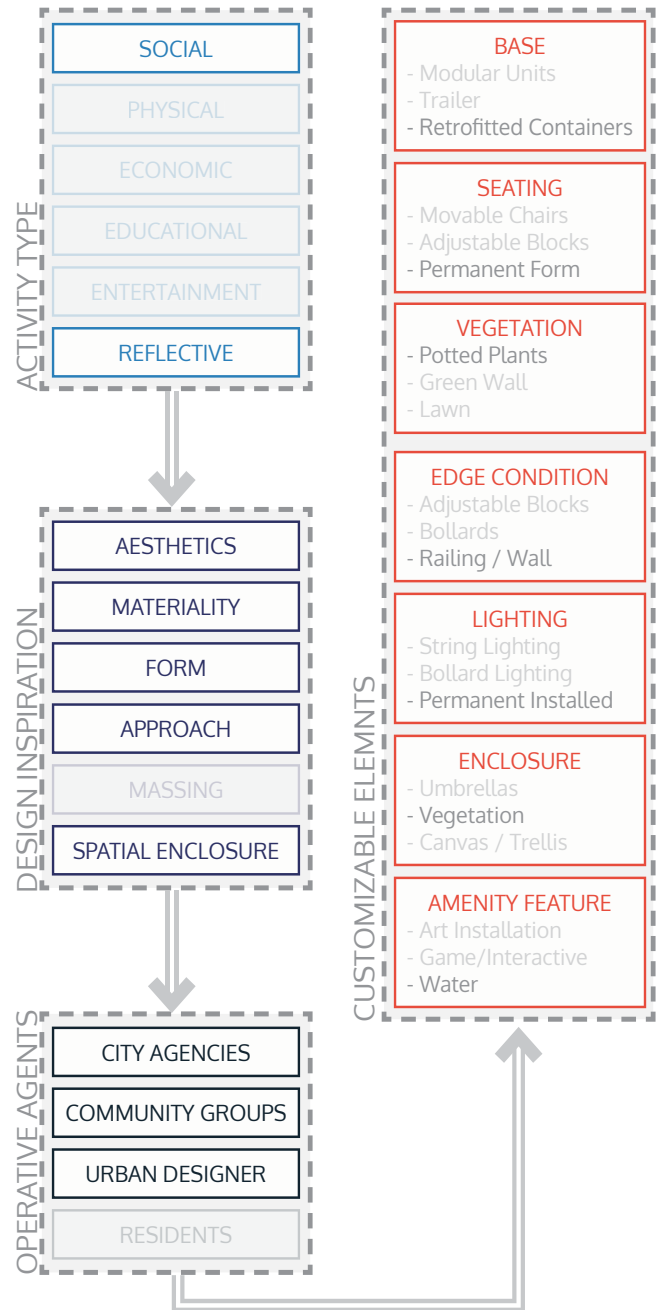 ACTIVITY TYPE
SOCIAL
PHYSICAL
ECONOMIC
EDUCATIONAL
ENTERTAINMENT
REFLECTIVE
DESIGN INSPIRATION
AESTHETICS
MATERIALITY
FORM
APPROACH
MASSING
SPATIAL ENCLOSURE
OPERATIVE AGENTS
CITY AGENCIES
COMMUNITY GROUPS
URBAN DESIGNER
RESIDENTS
CUSTOMIZABLE ELEMNTS
BASE
- Modular Units
- Trailer
- Retrofitted Containers
SEATING
- Movable Chairs
- Adjustable Blocks
- Permanent Form
VEGETATION
- Potted Plants
- Green Wall
- Lawn
EDGE CONDITION
- Adjustable Blocks
- Bollards
- Railing / Wall
LIGHTING
- String Lighting
- Bollard Lighting
- Permanent Installed
ENCLOSURE
- Umbrellas
- Vegetation
- Canvas / Trellis
AMENITY FEATURE
- Art Installation
- Game/Interactive
- Water